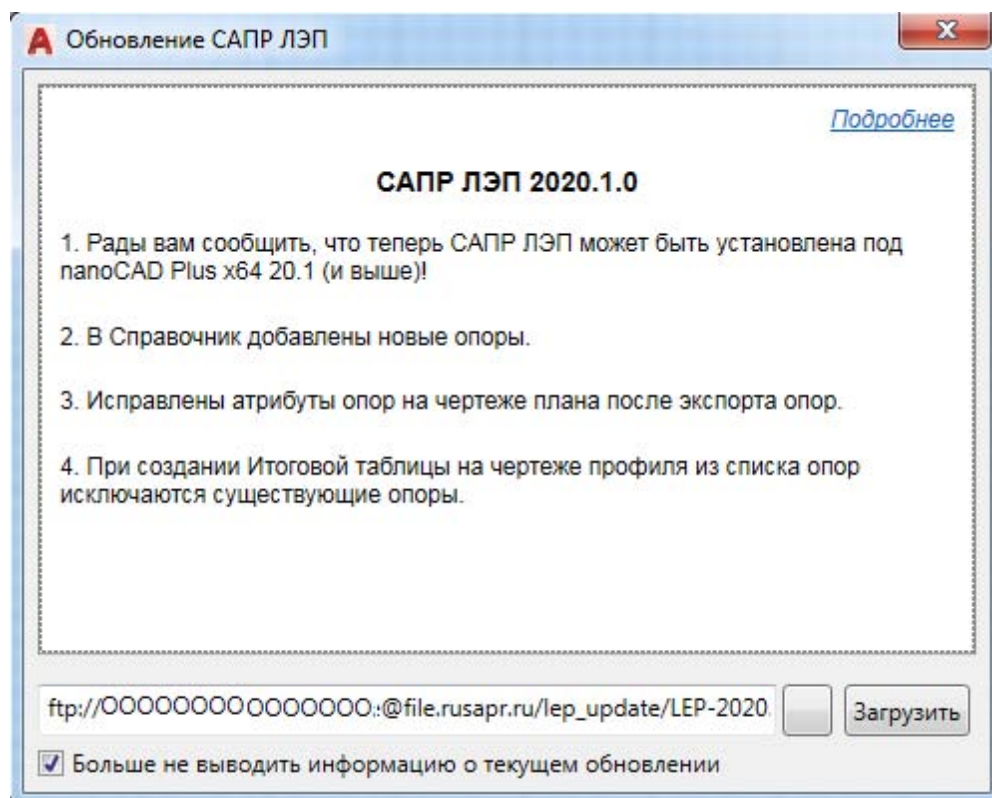 Обновление САПР ЛЭП
Подробнее
САПР ЛЭП 2020.1.0
1. Рады вам сообщить, что теперь САПР ЛЭП может быть установлена под
nanoCAD Plus x64 20.1 (и выше)!
2. В Справочник добавлены новые опоры.
3. Исправлены атрибуты опор на чертеже плана после экспорта опор.
4. При создании Итоговой таблицы на чертеже профиля из списка опор
исключаются существующие опоры.
ftp://OOOOOOOOOOOOOOO.:@file.rusapr.ru/lep_update/LEP-2020.
Загрузить
Больше не выводить информацию о текущем обновлении